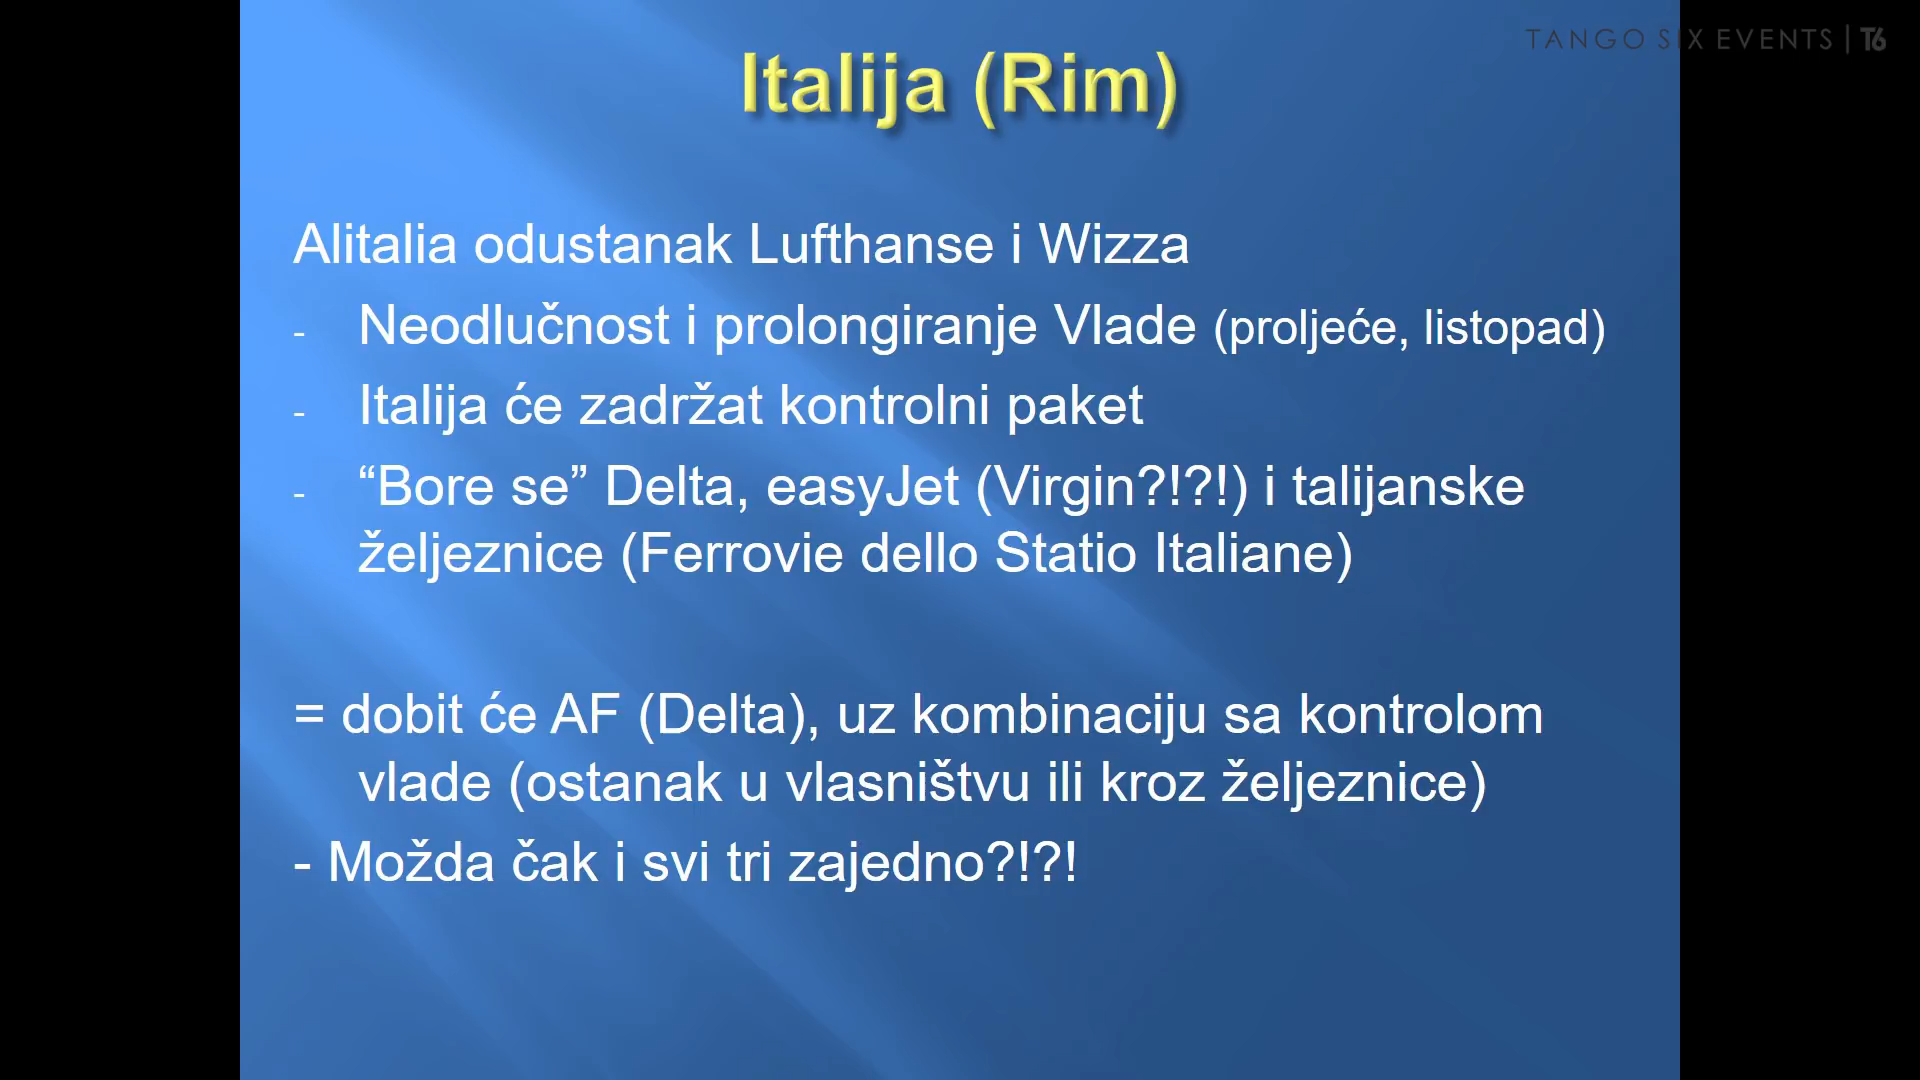 TANGO SIX EVENTS | T6
Italija (Rim)
Alitalia odustanak Lufthanse i Wizza
- Neodlučnost i prolongiranje Vlade (proljeće, listopad)
- Italija će zadržat kontrolni paket
- “Bore se” Delta, easyJet (Virgin?!?!) i talijanske
željeznice (Ferrovie dello Statio Italiane)
= dobit će AF (Delta), uz kombinaciju sa kontrolom
vlade (ostanak u vlasništvu ili kroz željeznice)
- Možda čak i svi tri zajedno?!?!